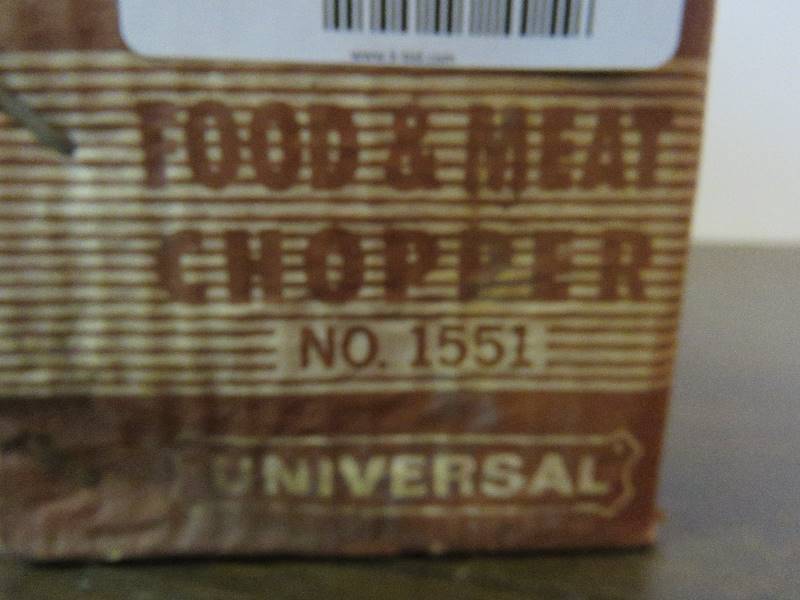 FOOD & MEAT
CHOPPER
NO. 1551
UNIVERSAL